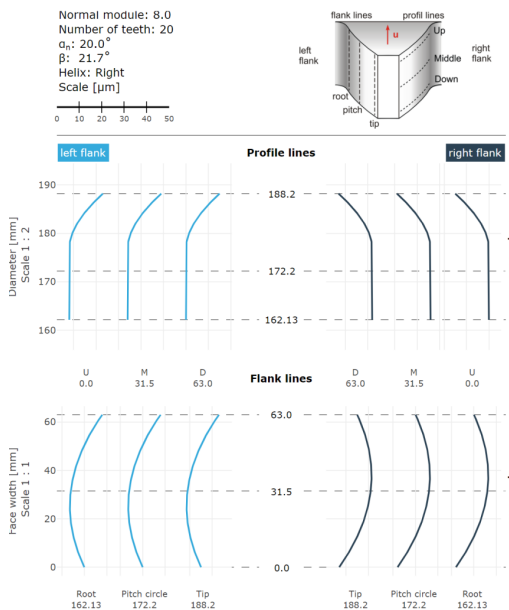 Normal module: 8.0
Number of teeth: 20
αn: 20.0°
β: 21.7°
Helix: Right
Scale [µm]
0 10 20 30 40 50
flank lines profil lines
Up
u
left
flank
right
flank
Middle
Down
root
pitch
tip
left flank Profile lines right flank
Diameter [mm]
Scale 1 : 2
190
180
170
160
188.2
172.2
162.13
U M D Flank lines D M U
0.0 31.5 63.0 63.0 31.5 0.0
Face width [mm]
Scale 1 : 1
60
40
20
0
63.0
31.5
0.0
Root Pitch circle Tip Tip Pitch circle Root
162.13 172.2 188.2 188.2 172.2 162.13